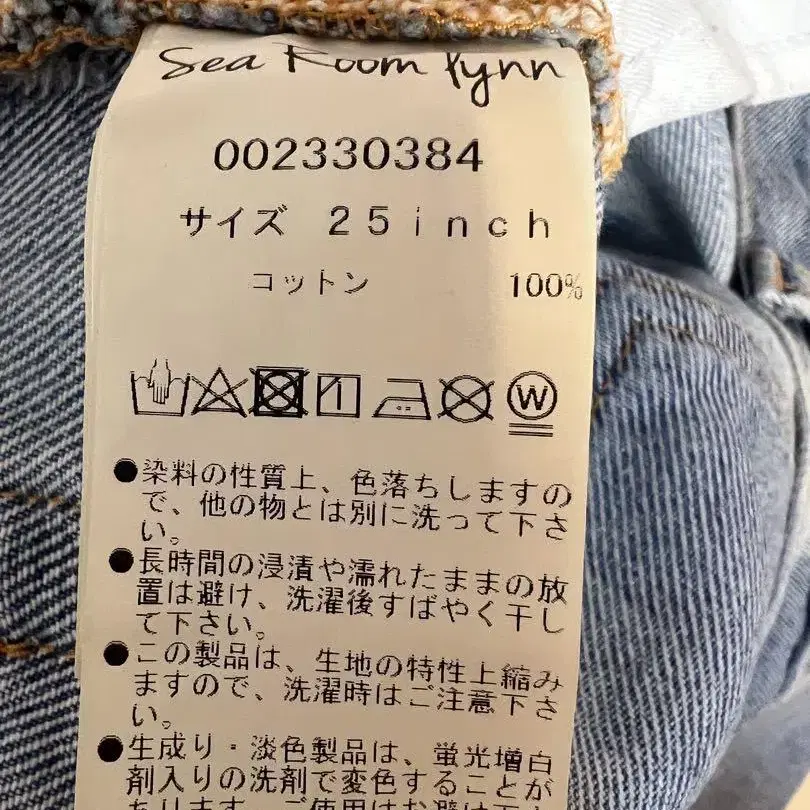 Sea Room lynn
002330384
サイズ 25inch
コットン 100%
W
●染料の性質上、色落ちしますの
で、他の物とは別に洗って下さ
い。
●長時間の浸漬や濡れたままの放
置は避け、洗濯後すばやく干し
て下さい。
●この製品は、生地の特性上縮み
ますので、洗濯時はご注意下さ
い。
●生成り・淡色製品は、蛍光増白
剤入りの洗剤で変色することが